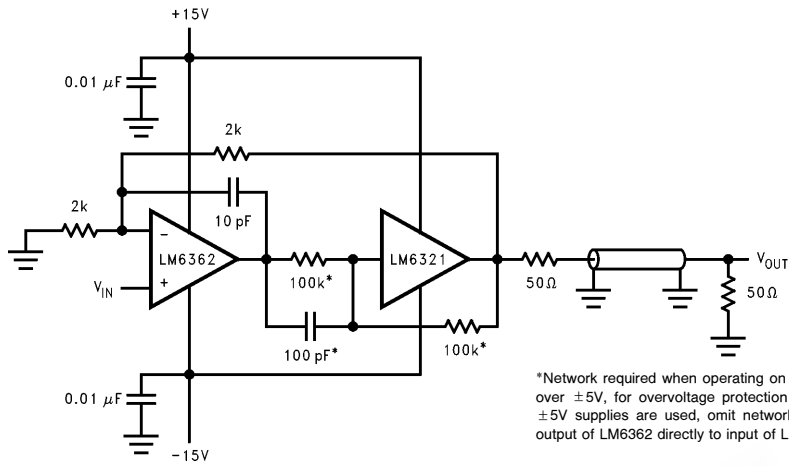 +15V
0.01 μF
2k
2k
10 pF
−
LM6362
LM6321
+
V_IN
100k*
50Ω
V_OUT
50Ω
100 pF*
100k*
0.01 μF
−15V
*Network required when operating on
over ±5V, for overvoltage protection
±5V supplies are used, omit network
output of LM6362 directly to input of L